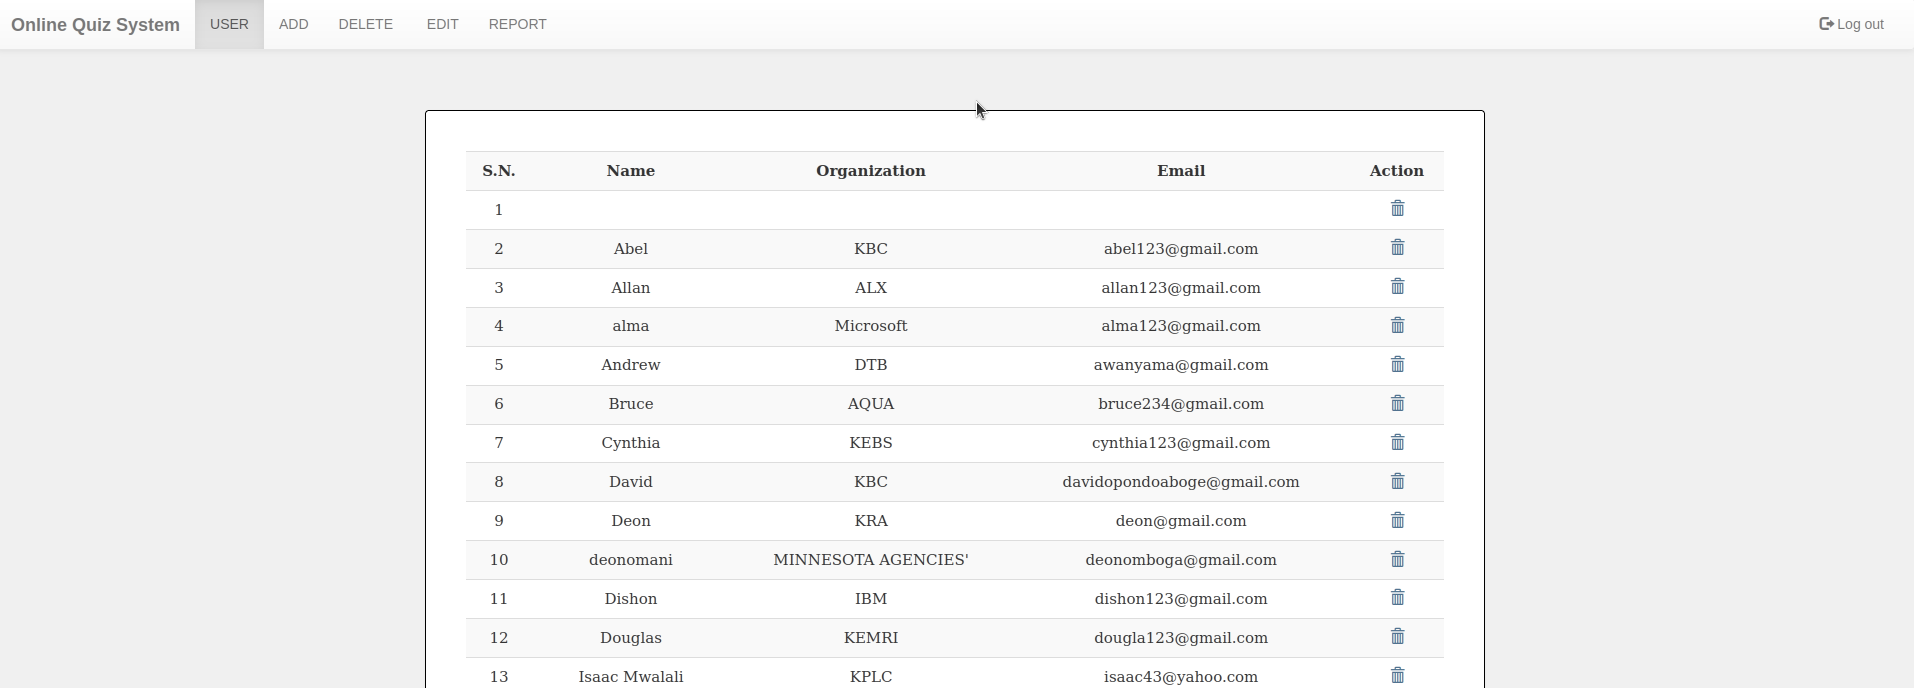 Online Quiz System USER ADD DELETE EDIT REPORT Log out
S.N. Name Organization Email Action
1
2 Abel KBC abel123@gmail.com
3 Allan ALX allan123@gmail.com
4 alma Microsoft alma123@gmail.com
5 Andrew DTB awanyama@gmail.com
6 Bruce AQUA bruce234@gmail.com
7 Cynthia KEBS cynthia123@gmail.com
8 David KBC davidopondoaboge@gmail.com
9 Deon KRA deon@gmail.com
10 deonomani MINNESOTA AGENCIES' deonomboga@gmail.com
11 Dishon IBM dishon123@gmail.com
12 Douglas KEMRI dougla123@gmail.com
13 Isaac Mwalali KPLC isaac43@yahoo.com